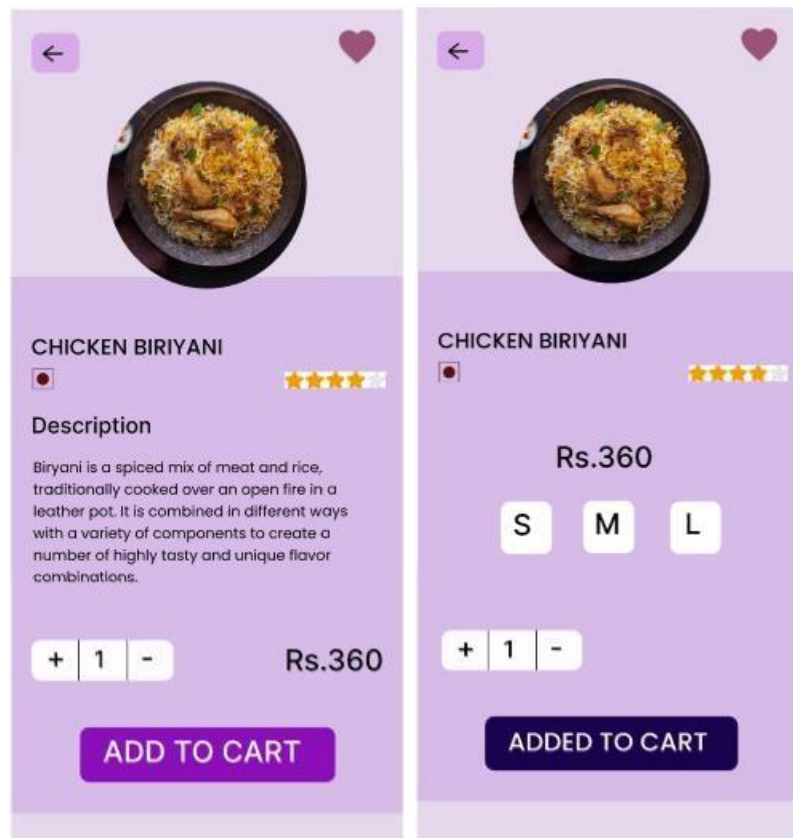 CHICKEN BIRIYANI
Description
Biryani is a spiced mix of meat and rice,
traditionally cooked over an open fire in a
leather pot. It is combined in different ways
with a variety of components to create a
number of highly tasty and unique flavor
combinations.
+ 1 -
Rs.360
ADD TO CART
CHICKEN BIRIYANI
Rs.360
S M L
+ 1 -
ADDED TO CART